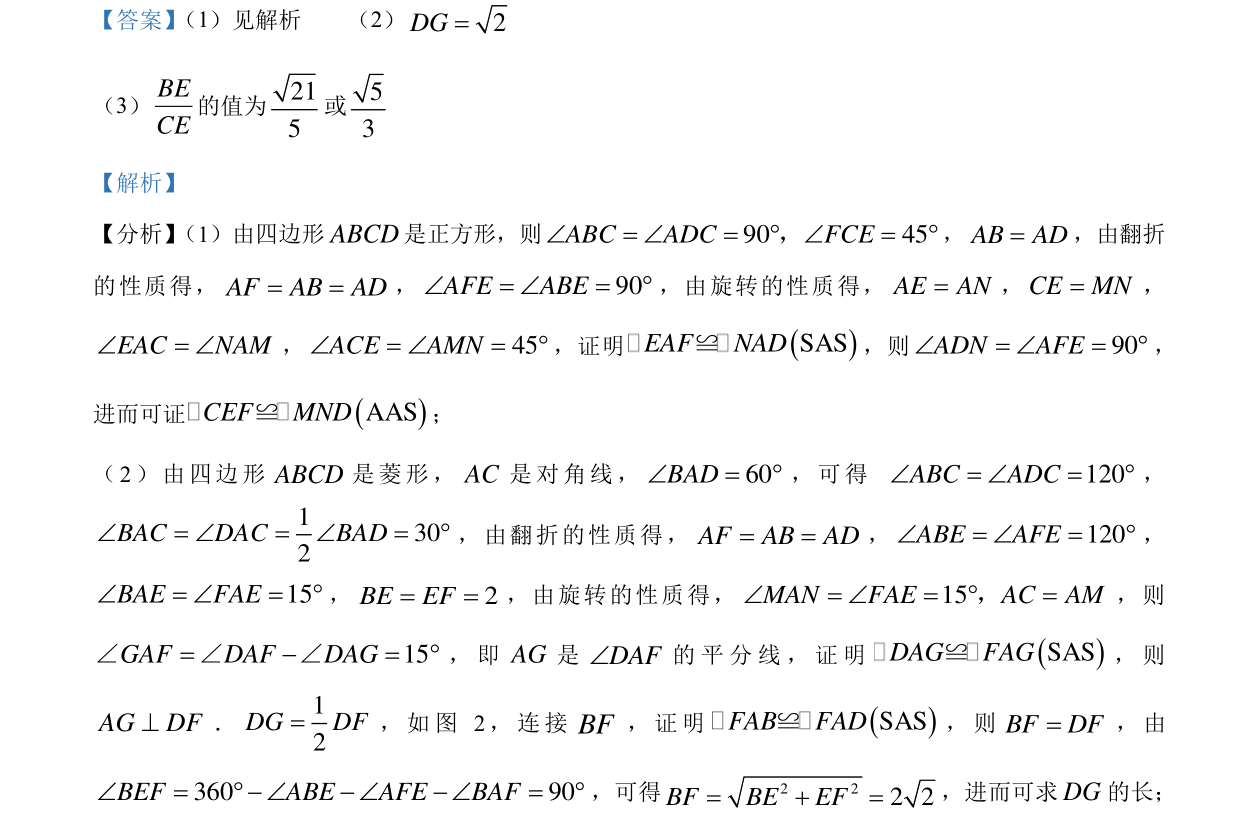 【答案】（1）见解析 （2） DG = √2
（3） BE/CE 的值为 √21/5 或 √5/3
【解析】
【分析】（1）由四边形 ABCD 是正方形，则∠ABC = ∠ADC = 90°，∠FCE = 45°，AB = AD，由翻折
的性质得， AF = AB = AD ，∠AFE = ∠ABE = 90°，由旋转的性质得， AE = AN ，CE = MN ，
∠EAC = ∠NAM ，∠ACE = ∠AMN = 45°，证明□EAF≌□NAD(SAS)，则∠ADN = ∠AFE = 90°，
进而可证□CEF≌□MND(AAS)；
（2）由四边形 ABCD 是菱形， AC 是对角线，∠BAD = 60°，可得 ∠ABC = ∠ADC = 120°，
∠BAC = ∠DAC = 1/2 ∠BAD = 30°，由翻折的性质得， AF = AB = AD ，∠ABE = ∠AFE = 120°，
∠BAE = ∠FAE = 15°， BE = EF = 2 ，由旋转的性质得，∠MAN = ∠FAE = 15°，AC = AM ，则
∠GAF = ∠DAF − ∠DAG = 15°，即 AG 是 ∠DAF 的平分线，证明□DAG≌□FAG(SAS)，则
AG ⊥ DF ． DG = 1/2 DF ，如图 2，连接 BF ，证明□FAB≌□FAD(SAS)，则 BF = DF ，由
∠BEF = 360° − ∠ABE − ∠AFE − ∠BAF = 90°，可得 BF = √(BE² + EF²) = 2√2 ，进而可求 DG 的长；